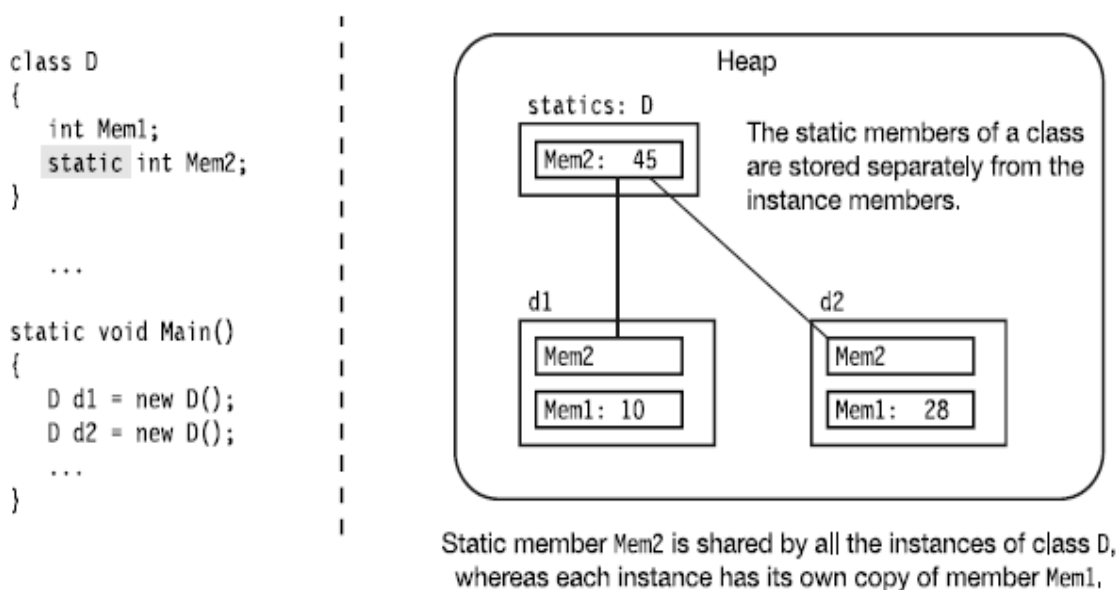 class D
{
int Mem1;
static int Mem2;
}
...
static void Main()
{
D d1 = new D();
D d2 = new D();
...
}
Heap
statics: D
Mem2: 45
The static members of a class
are stored separately from the
instance members.
d1
Mem2
Mem1: 10
d2
Mem2
Mem1: 28
Static member Mem2 is shared by all the instances of class D,
whereas each instance has its own copy of member Mem1.